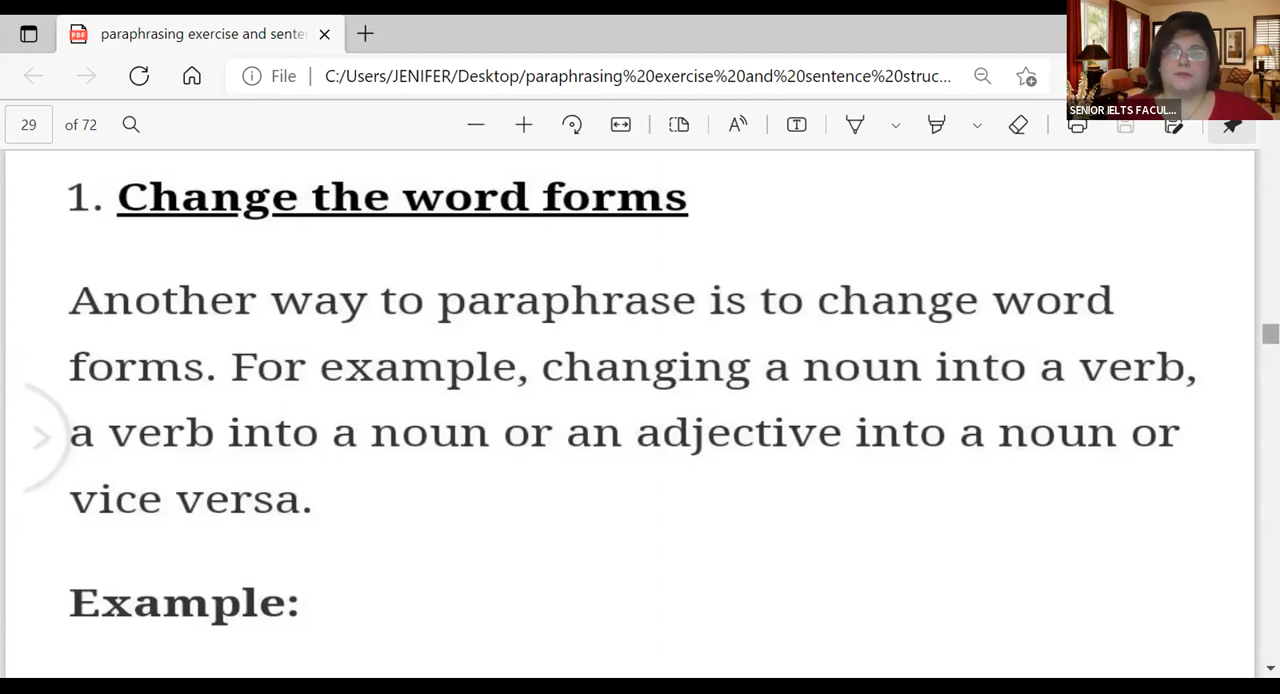 paraphrasing exercise and sente
File
C:/Users/JENIFER/Desktop/paraphrasing%20exercise%20and%20sentence%20struc...
SENIOR IELTS FACUL...
29 of 72
1. Change the word forms
Another way to paraphrase is to change word
forms. For example, changing a noun into a verb,
a verb into a noun or an adjective into a noun or
vice versa.
Example: